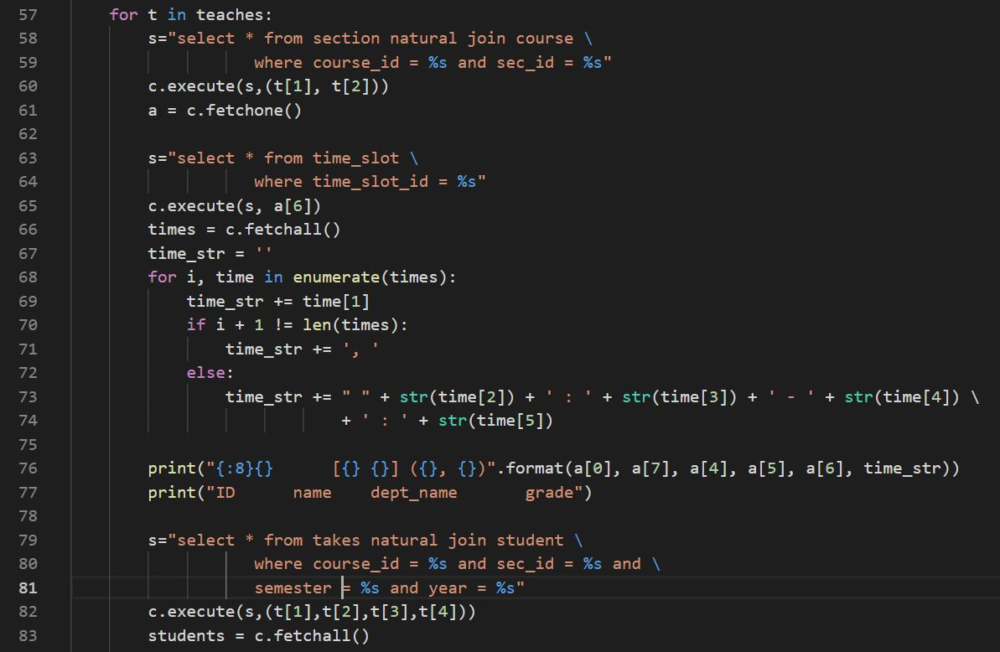 57 for t in teaches:
58 s="select * from section natural join course \
59 where course_id = %s and sec_id = %s"
60 c.execute(s,(t[1], t[2]))
61 a = c.fetchone()
62
63 s="select * from time_slot \
64 where time_slot_id = %s"
65 c.execute(s, a[6])
66 times = c.fetchall()
67 time_str = ''
68 for i, time in enumerate(times):
69 time_str += time[1]
70 if i + 1 != len(times):
71 time_str += ', '
72 else:
73 time_str += " " + str(time[2]) + ' : ' + str(time[3]) + ' - ' + str(time[4]) \
74 + ' : ' + str(time[5])
75
76 print("{:8}{}      [{} {}] ({}, {})".format(a[0], a[7], a[4], a[5], a[6], time_str))
77 print("ID      name    dept_name       grade")
78
79 s="select * from takes natural join student \
80 where course_id = %s and sec_id = %s and \
81 semester = %s and year = %s"
82 c.execute(s,(t[1],t[2],t[3],t[4]))
83 students = c.fetchall()